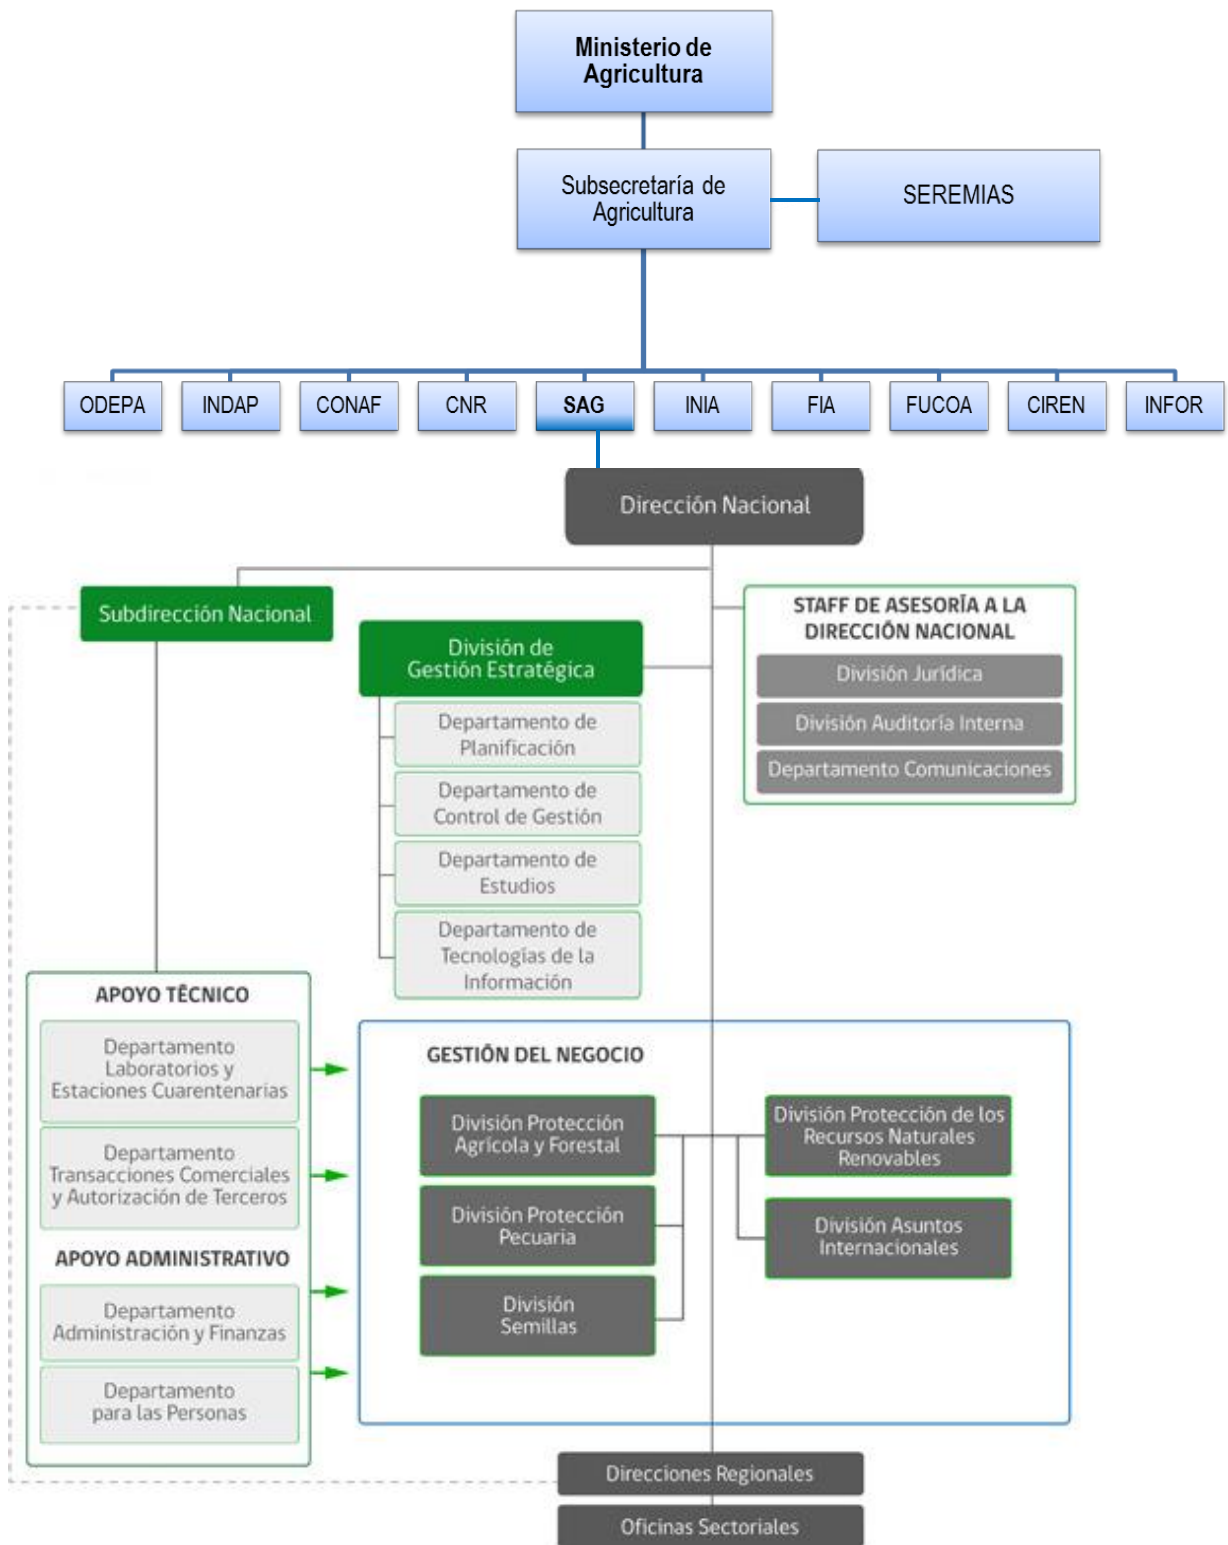 Ministerio de
Agricultura
Subsecretaría de
Agricultura
SEREMIAS
ODEPA
INDAP
CONAF
CNR
SAG
INIA
FIA
FUCOA
CIREN
INFOR
Dirección Nacional
Subdirección Nacional
División de
Gestión Estratégica
Departamento de
Planificación
Departamento de
Control de Gestión
Departamento de
Estudios
Departamento de
Tecnologías de la
Información
STAFF DE ASESORÍA A LA
DIRECCIÓN NACIONAL
División Jurídica
División Auditoría Interna
Departamento Comunicaciones
APOYO TÉCNICO
Departamento
Laboratorios y
Estaciones Cuarentenarias
Departamento
Transacciones Comerciales
y Autorización de Terceros
APOYO ADMINISTRATIVO
Departamento
Administración y Finanzas
Departamento
para las Personas
GESTIÓN DEL NEGOCIO
División Protección
Agrícola y Forestal
División Protección
Pecuaria
División
Semillas
División Protección de los
Recursos Naturales
Renovables
División Asuntos
Internacionales
Direcciones Regionales
Oficinas Sectoriales